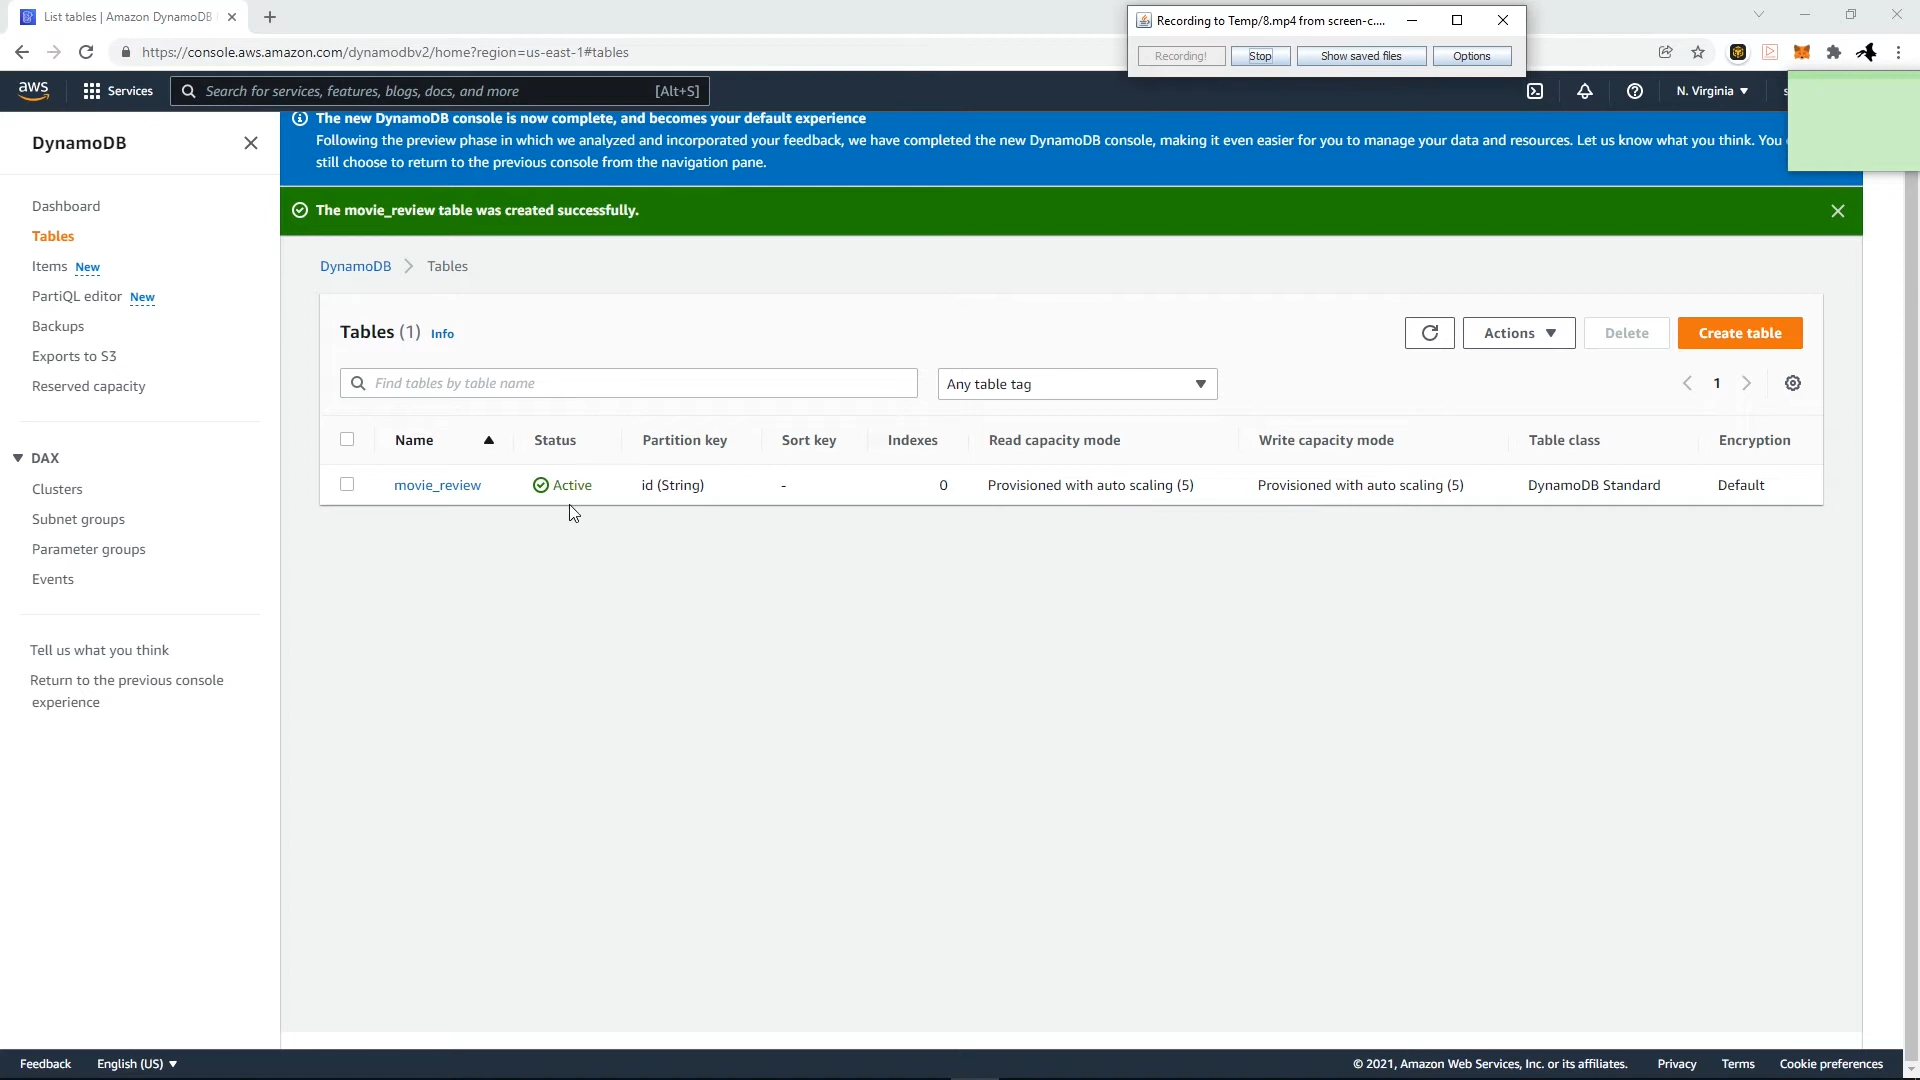 List tables | Amazon DynamoDB
https://console.aws.amazon.com/dynamodbv2/home?region=us-east-1#tables
Recording to Temp/8.mp4 from screen-c....
Recording!
Stop
Show saved files
Options
aws
Services
Search for services, features, blogs, docs, and more
[Alt+S]
N. Virginia
DynamoDB
Dashboard
Tables
Items New
PartiQL editor New
Backups
Exports to S3
Reserved capacity
DAX
Clusters
Subnet groups
Parameter groups
Events
Tell us what you think
Return to the previous console
experience
The new DynamoDB console is now complete, and becomes your default experience
Following the preview phase in which we analyzed and incorporated your feedback, we have completed the new DynamoDB console, making it even easier for you to manage your data and resources. Let us know what you think. You
still choose to return to the previous console from the navigation pane.
The movie_review table was created successfully.
DynamoDB > Tables
Tables (1) Info
Actions
Delete
Create table
Find tables by table name
Any table tag
1
Name Status Partition key Sort key Indexes Read capacity mode Write capacity mode Table class Encryption
movie_review Active id (String) - 0 Provisioned with auto scaling (5) Provisioned with auto scaling (5) DynamoDB Standard Default
Feedback English (US)
© 2021, Amazon Web Services, Inc. or its affiliates. Privacy Terms Cookie preferences